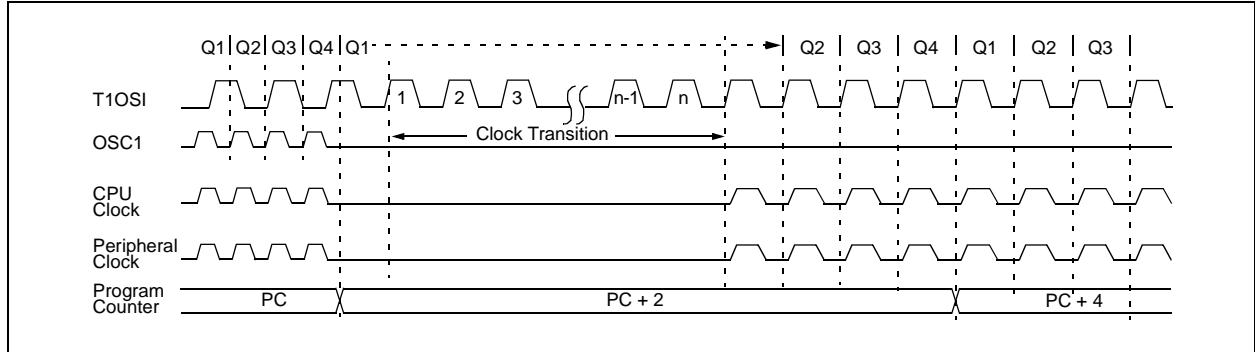 Q1 Q2 Q3 Q4 Q1 Q2 Q3 Q4 Q1 Q2 Q3
T1OSI 1 2 3 n-1 n
Clock Transition
OSC1
CPU
Clock
Peripheral
Clock
Program
Counter
PC PC + 2 PC + 4